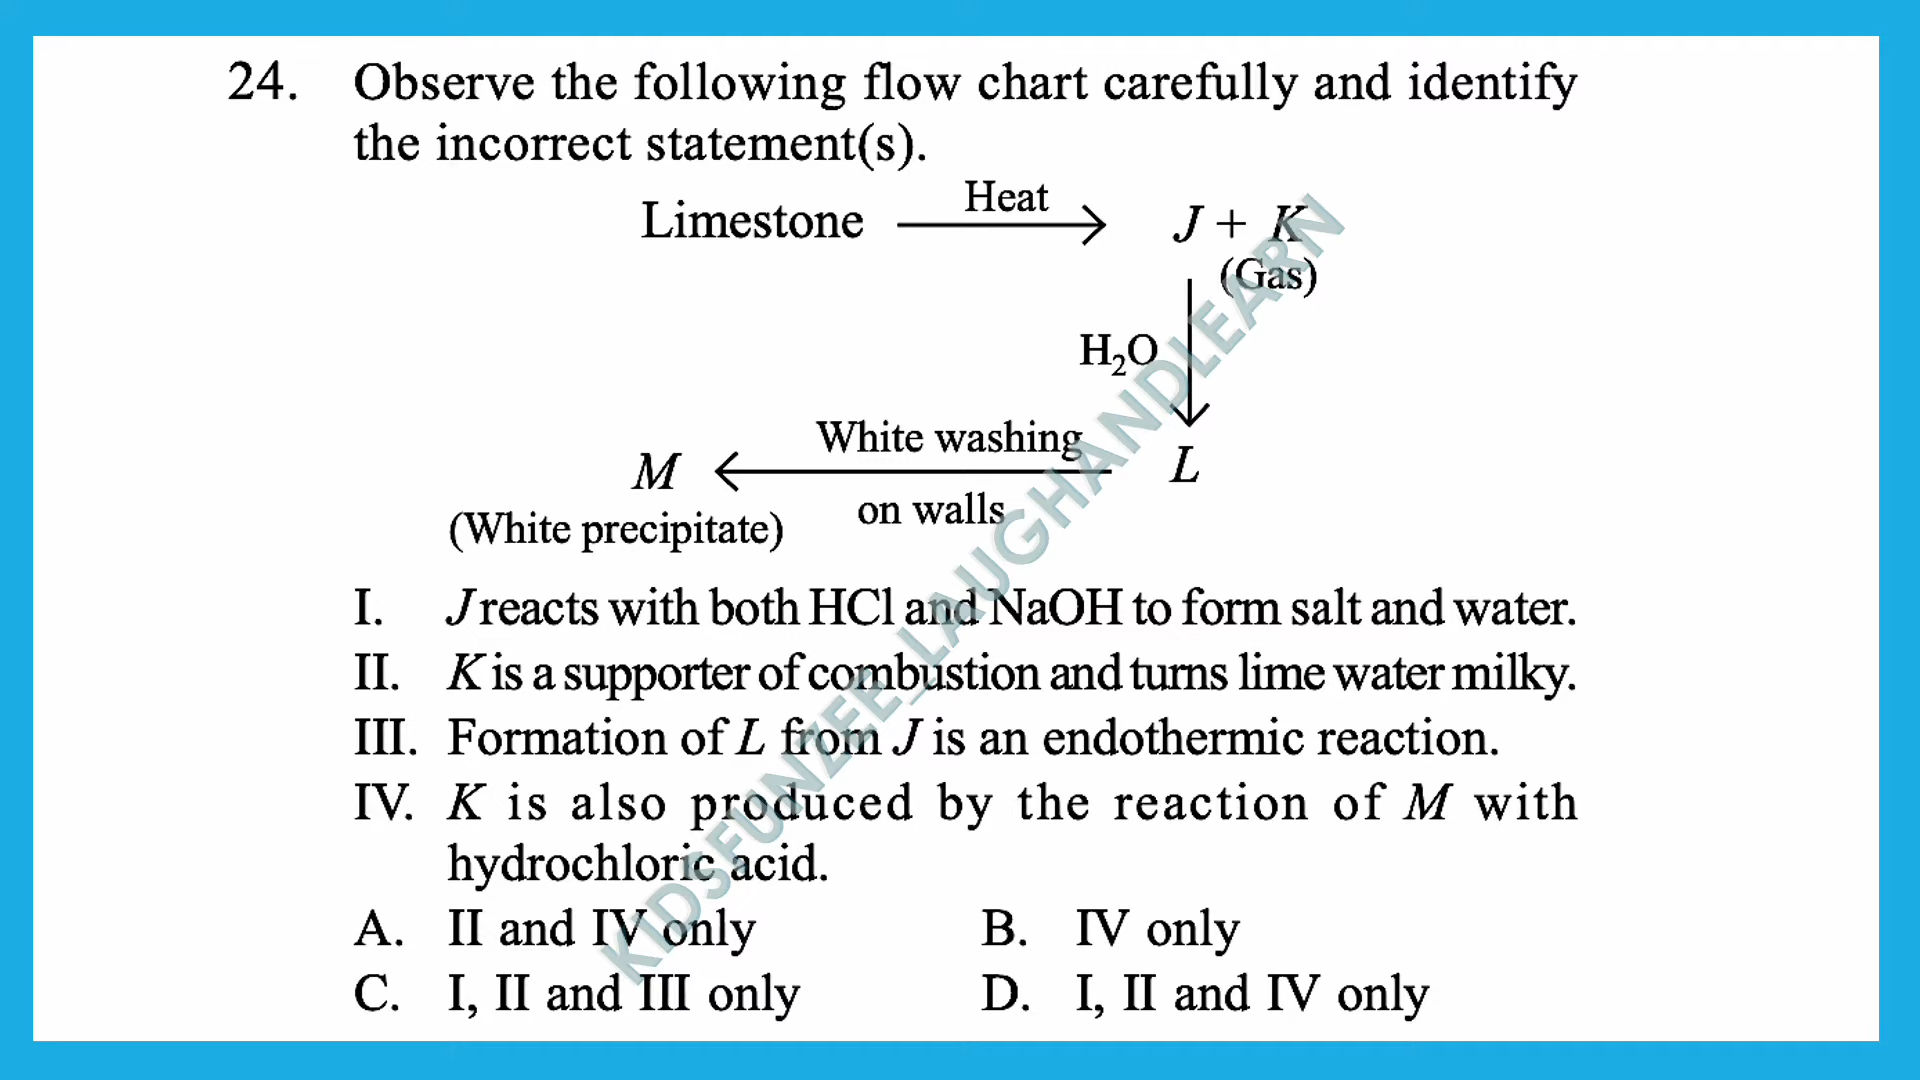 24. Observe the following flow chart carefully and identify
the incorrect statement(s).
Limestone Heat J + K
(Gas)
H₂O
White washing
M L
on walls
(White precipitate)
I. J reacts with both HCl and NaOH to form salt and water.
II. K is a supporter of combustion and turns lime water milky.
III. Formation of L from J is an endothermic reaction.
IV. K is also produced by the reaction of M with
hydrochloric acid.
A. II and IV only B. IV only
C. I, II and III only D. I, II and IV only
KIDSFUNZEE_LAUGHANDLEARN